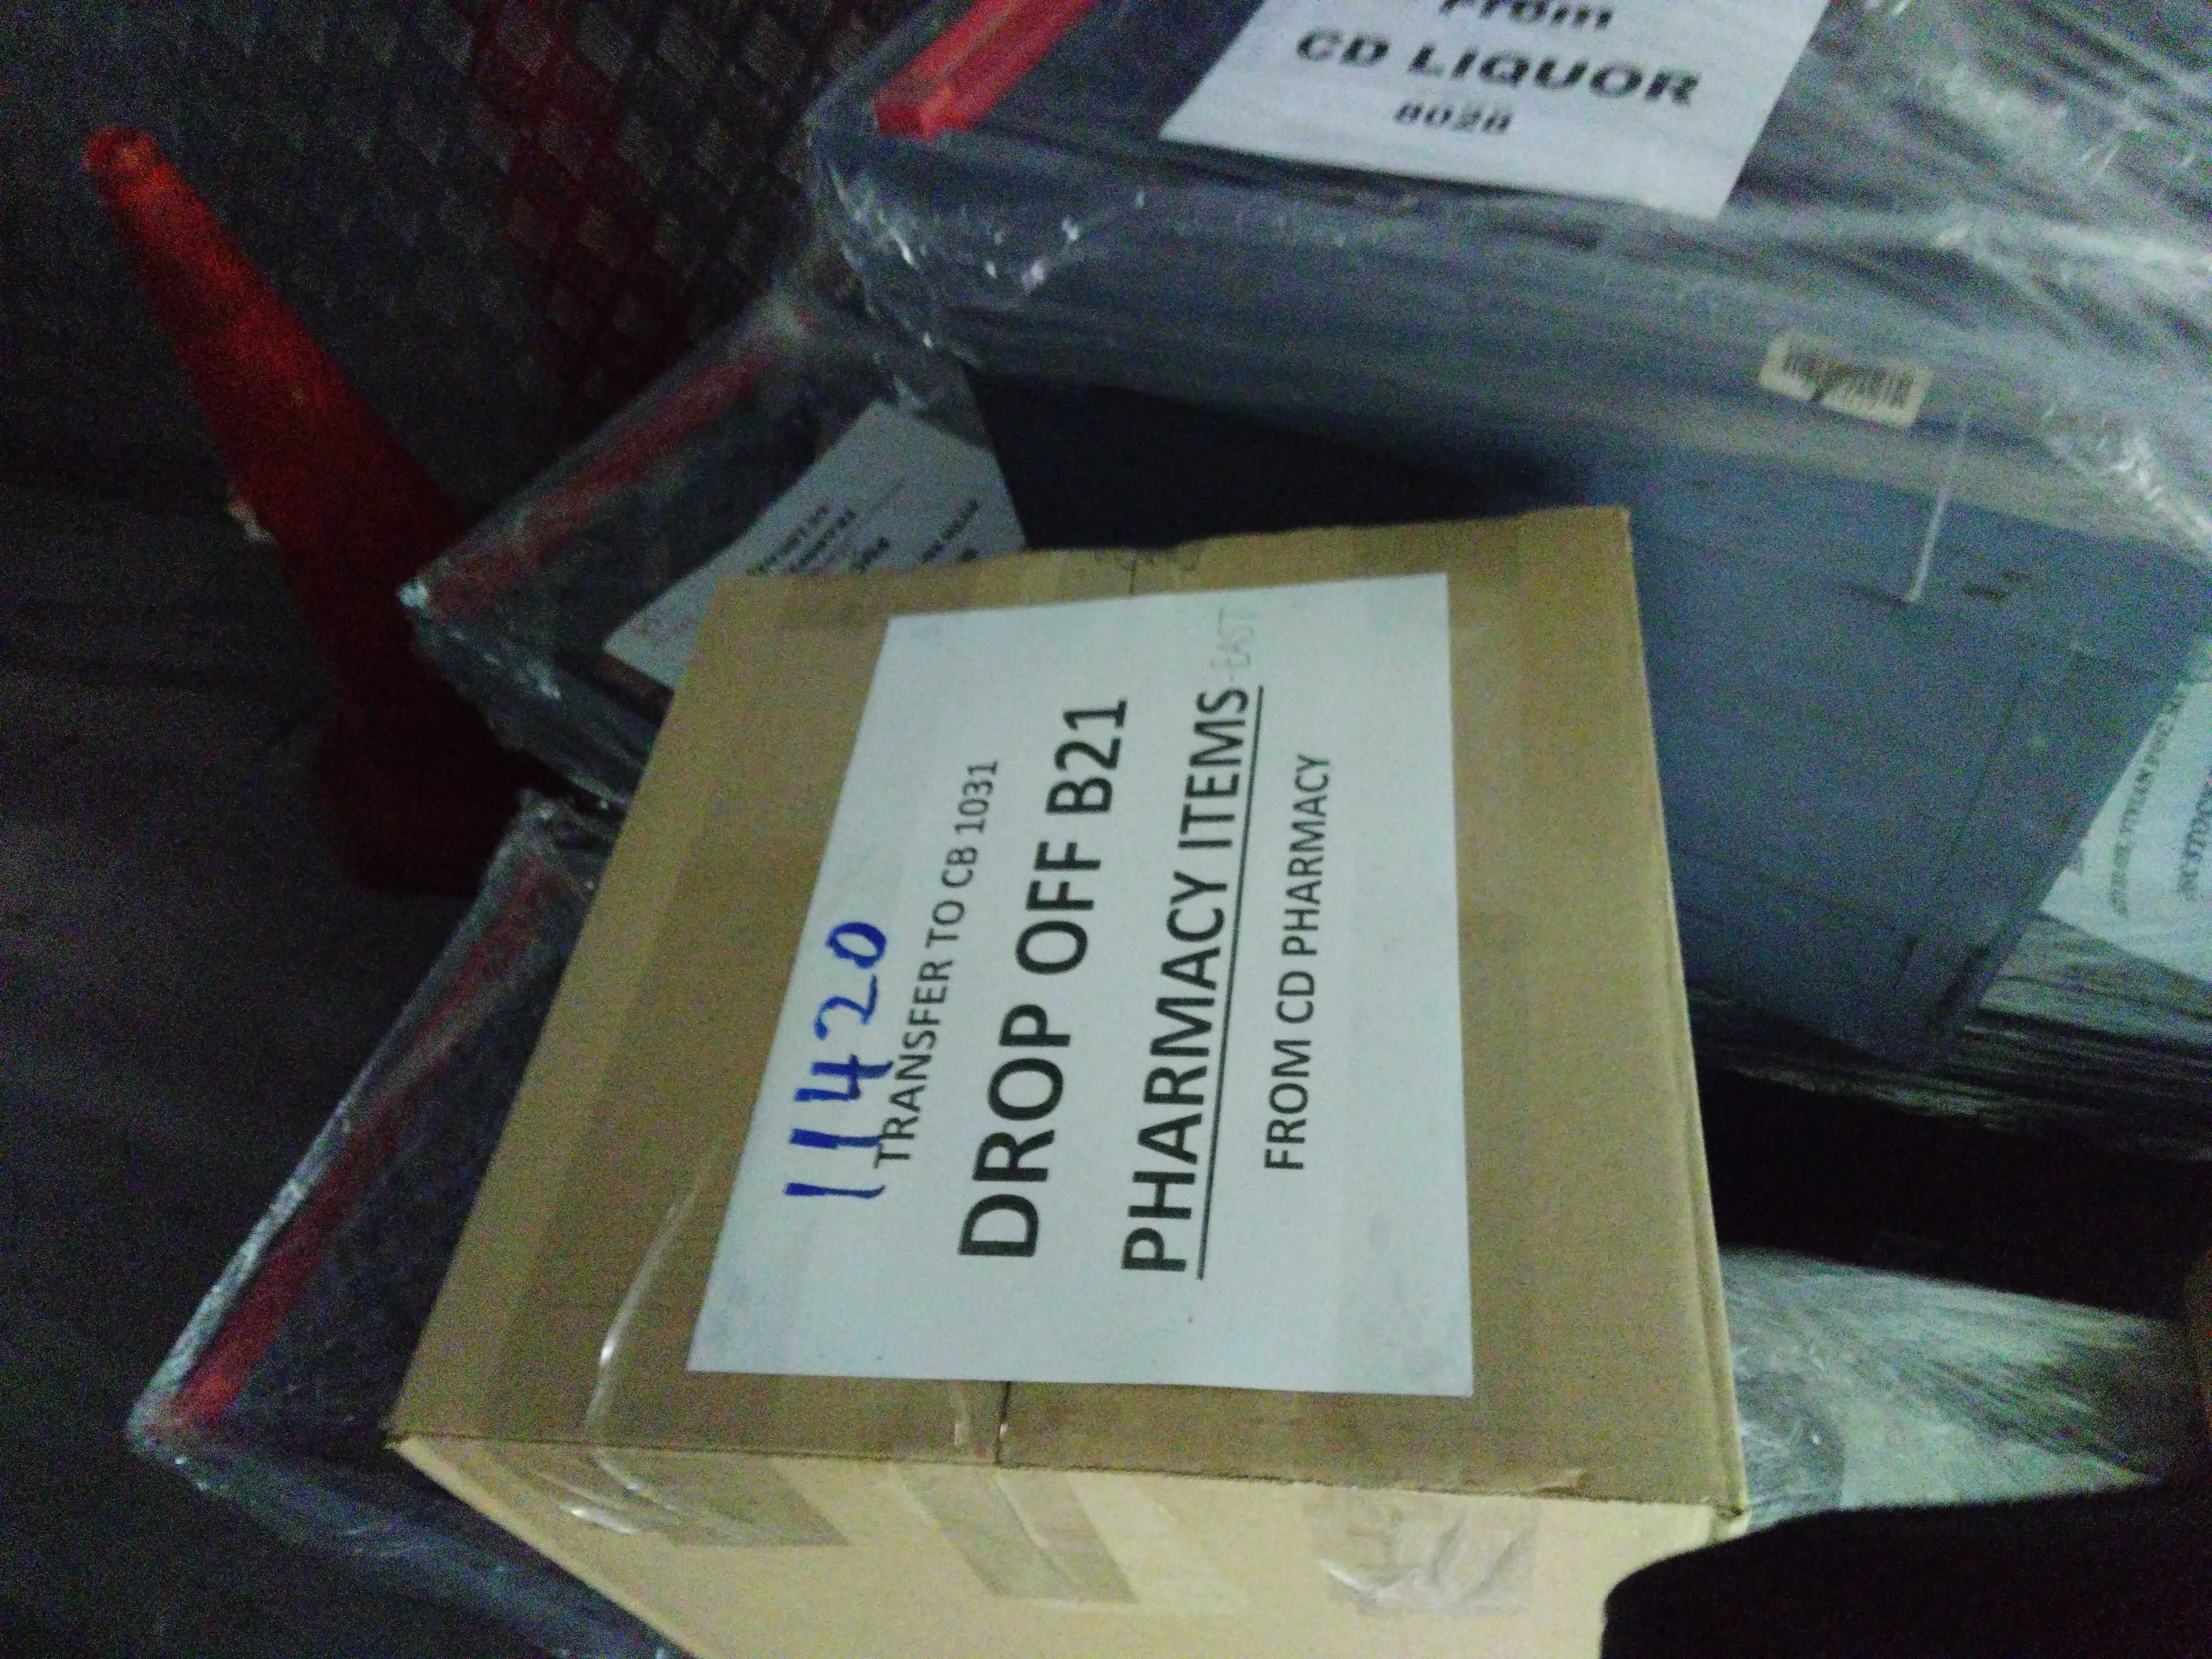 From
CD LIQUOR
8028
11420
TRANSFER TO CB 1031
DROP OFF B21
PHARMACY ITEMS-EAST
FROM CD PHARMACY